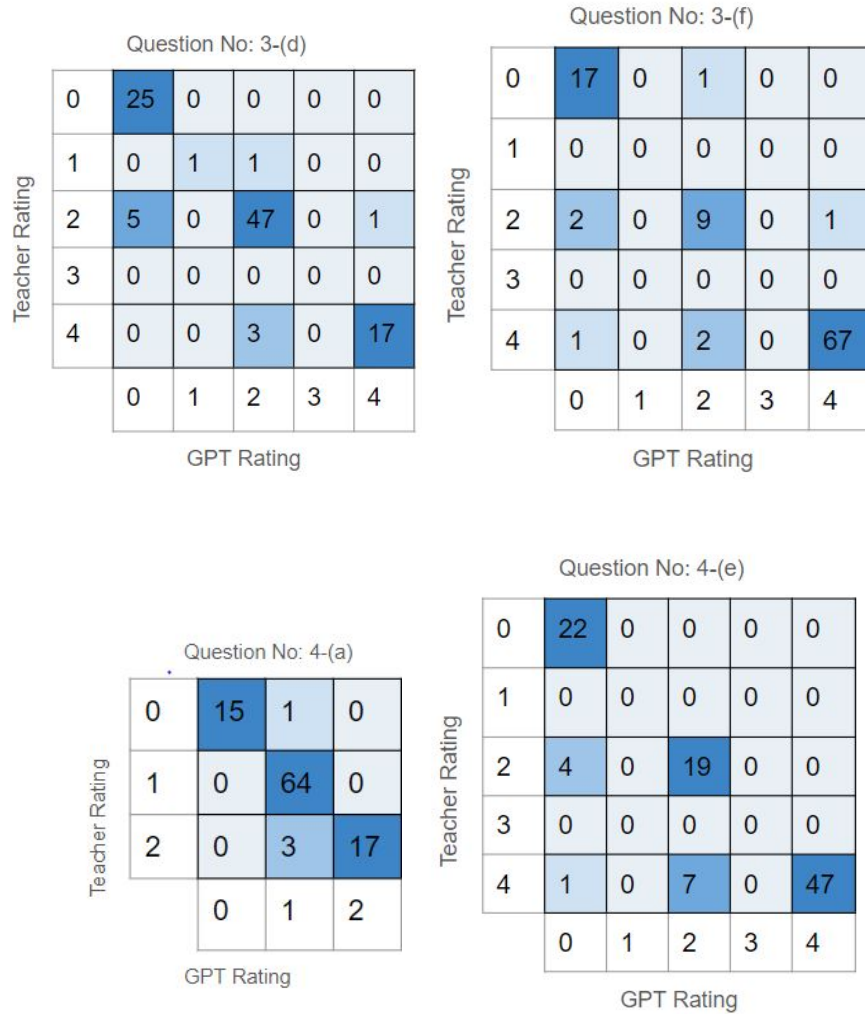 Question No: 3-(d)
Teacher Rating
0 25 0 0 0 0
1 0 1 1 0 0
2 5 0 47 0 1
3 0 0 0 0 0
4 0 0 3 0 17
0 1 2 3 4
GPT Rating
Question No: 3-(f)
Teacher Rating
0 17 0 1 0 0
1 0 0 0 0 0
2 2 0 9 0 1
3 0 0 0 0 0
4 1 0 2 0 67
0 1 2 3 4
GPT Rating
Question No: 4-(a)
Teacher Rating
0 15 1 0
1 0 64 0
2 0 3 17
0 1 2
GPT Rating
Question No: 4-(e)
Teacher Rating
0 22 0 0 0 0
1 0 0 0 0 0
2 4 0 19 0 0
3 0 0 0 0 0
4 1 0 7 0 47
0 1 2 3 4
GPT Rating